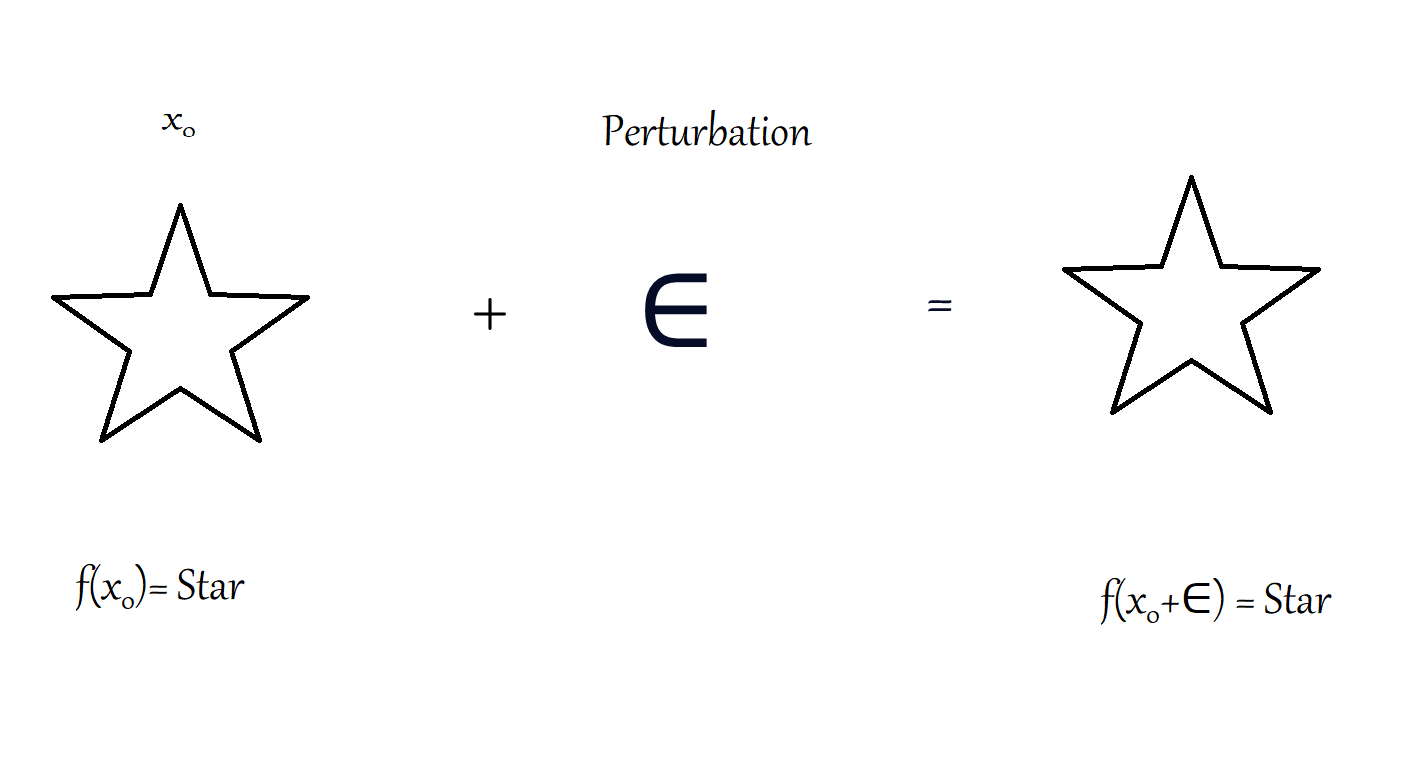 x₀
Perturbation
+ ∈ =
f(x₀)= Star
f(x₀+∈) = Star